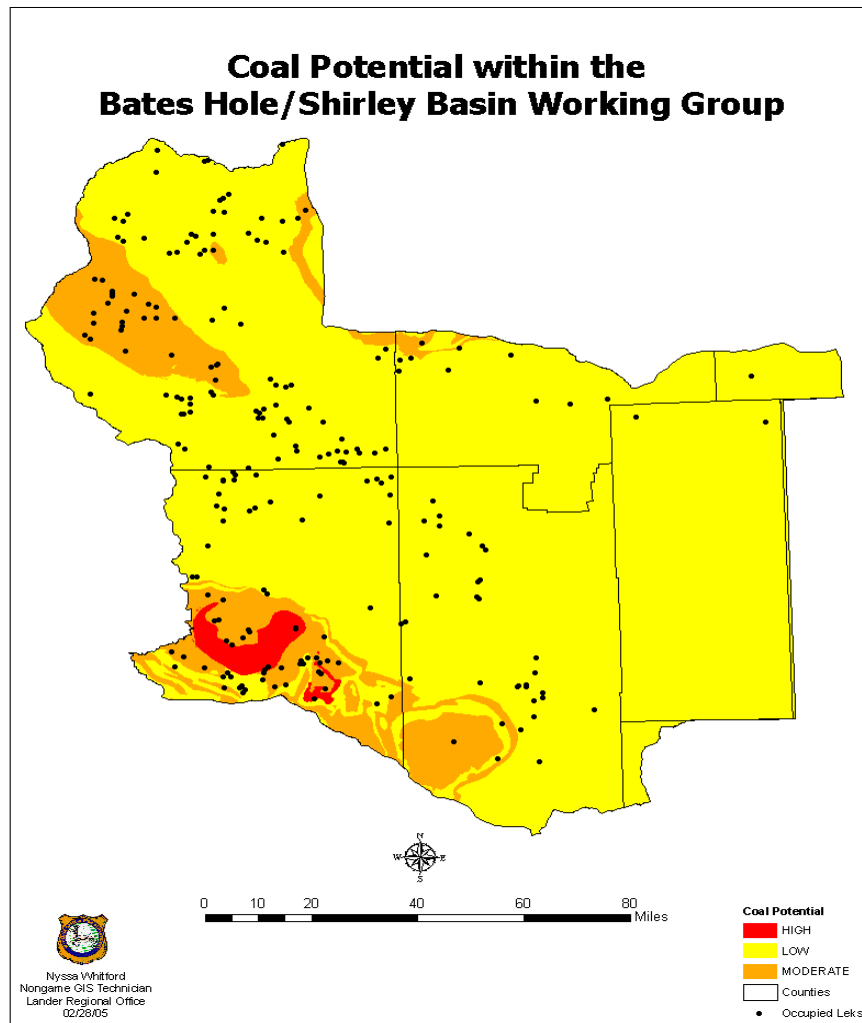 Coal Potential within the
Bates Hole/Shirley Basin Working Group
N
W E
S
0 10 20 40 60 80
Miles
Nyssa Whitford
Nongame GIS Technician
Lander Regional Office
02/28/05
Coal Potential
HIGH
LOW
MODERATE
Counties
Occupied Leks